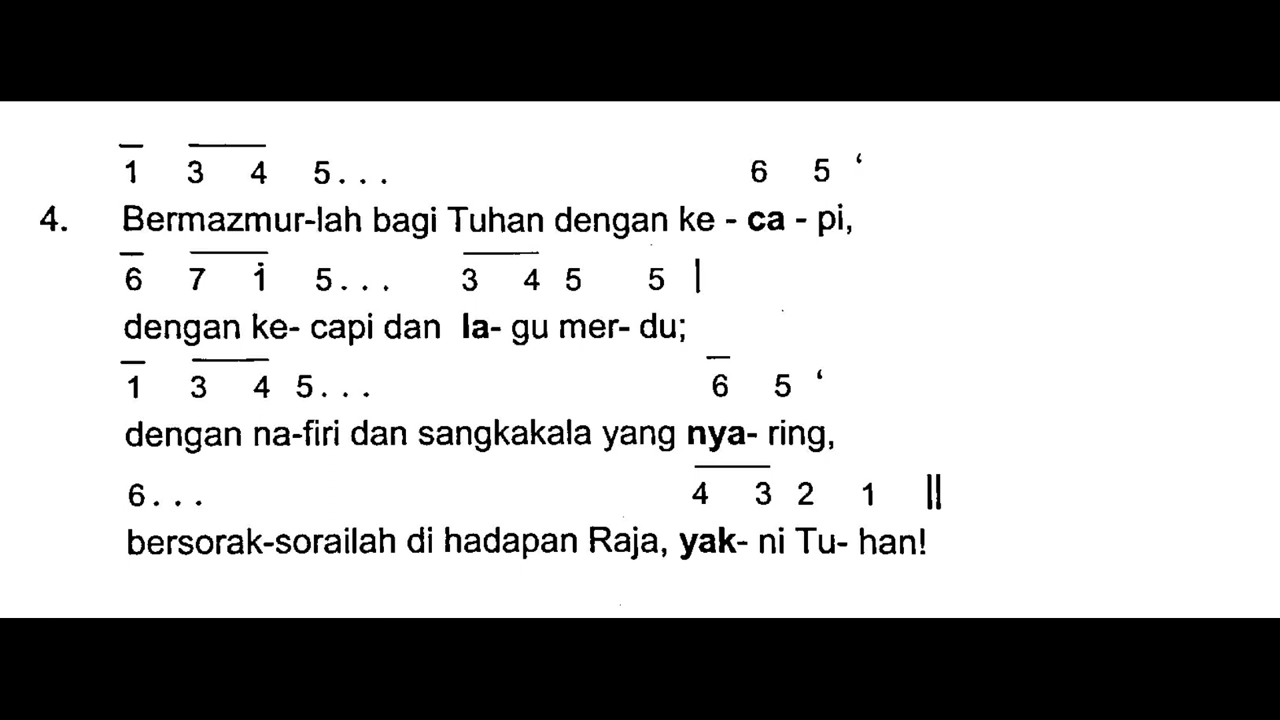 1 3 4 5... 6 5 ‘
4. Bermazmur-lah bagi Tuhan dengan ke - ca - pi,
6 7 i 5... 3 4 5 5 |
dengan ke- capi dan la- gu mer- du;
1 3 4 5... 6 5 ‘
dengan na-firi dan sangkakala yang nya- ring,
6... 4 3 2 1 ||
bersorak-sorailah di hadapan Raja, yak- ni Tu- han!